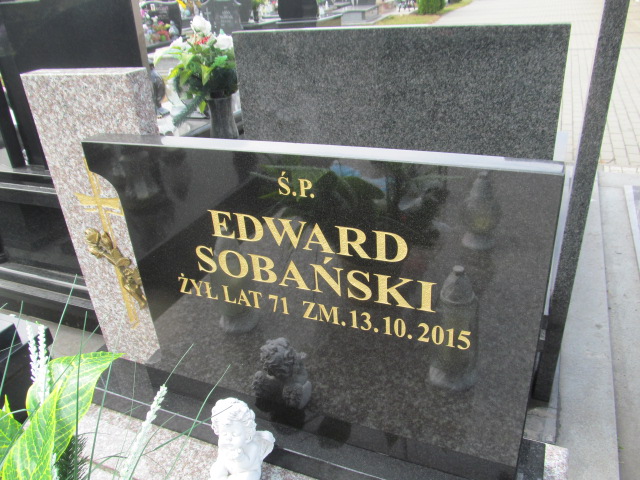 Ś.P.
EDWARD
SOBAŃSKI
ŻYŁ LAT 71 ZM.13.10.2015